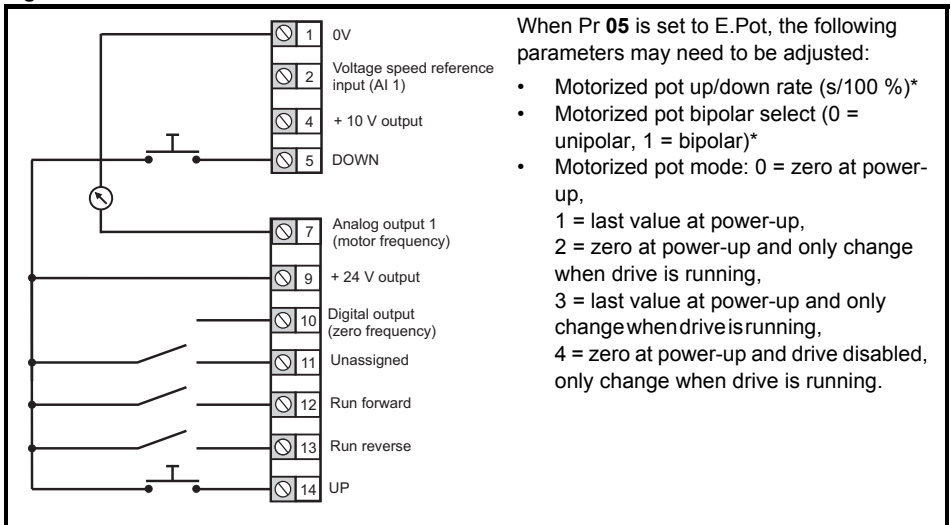 1 0V
2 Voltage speed reference
input (AI 1)
4 + 10 V output
5 DOWN
7 Analog output 1
(motor frequency)
9 + 24 V output
10 Digital output
(zero frequency)
11 Unassigned
12 Run forward
13 Run reverse
14 UP
When Pr 05 is set to E.Pot, the following
parameters may need to be adjusted:
• Motorized pot up/down rate (s/100 %)*
• Motorized pot bipolar select (0 =
unipolar, 1 = bipolar)*
• Motorized pot mode: 0 = zero at power-
up,
1 = last value at power-up,
2 = zero at power-up and only change
when drive is running,
3 = last value at power-up and only
change when drive is running,
4 = zero at power-up and drive disabled,
only change when drive is running.